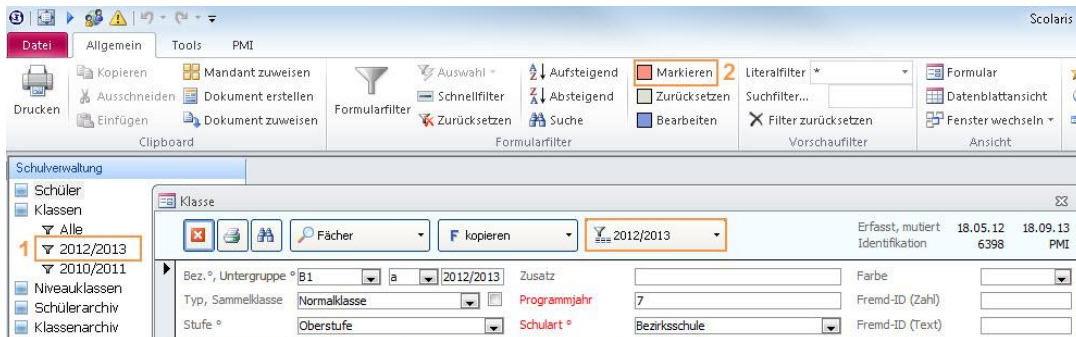 Scolaris
Datei Allgemein Tools PMI
Drucken
Kopieren
Ausschneiden
Einfügen
Mandant zuweisen
Dokument erstellen
Dokument zuweisen
Clipboard
Formularfilter
Auswahl
Schnellfilter
Zurücksetzen
Aufsteigend
Absteigend
Suche
Markieren 2
Zurücksetzen
Bearbeiten
Formularfilter
Literalfilter *
Suchfilter...
Filter zurücksetzen
Vorschaufilter
Formular
Datenblattansicht
Fenster wechseln
Ansicht
Schulverwaltung
Schüler
Klassen
Alle
1 2012/2013
2010/2011
Niveauklassen
Schülerarchiv
Klassenarchiv
Klasse
Fächer
F kopieren
2012/2013
Erfasst, mutiert 18.05.12 18.09.13
Identifikation 6398 PMI
Bez.°, Untergruppe ° B1 a 2012/2013 Zusatz Farbe
Typ, Sammelklasse Normalklasse Programmjahr 7 Fremd-ID (Zahl)
Stufe ° Oberstufe Schulart ° Bezirksschule Fremd-ID (Text)